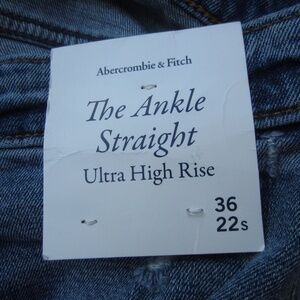 Abercrombie & Fitch
The Ankle
Straight
Ultra High Rise
36
22s